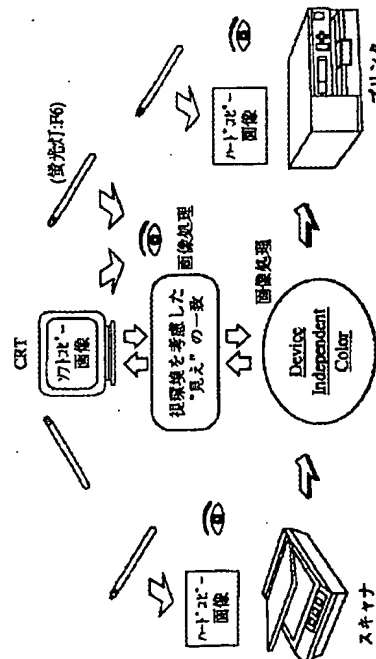 CRT
(蛍光灯:F6)
ソフトコピー
画像
視環境を考慮した
"見え"の一致
画像処理
ハードコピー
画像
ハードコピー
画像
画像処理
Device
Independent
Color
スキャナ
プリンタ